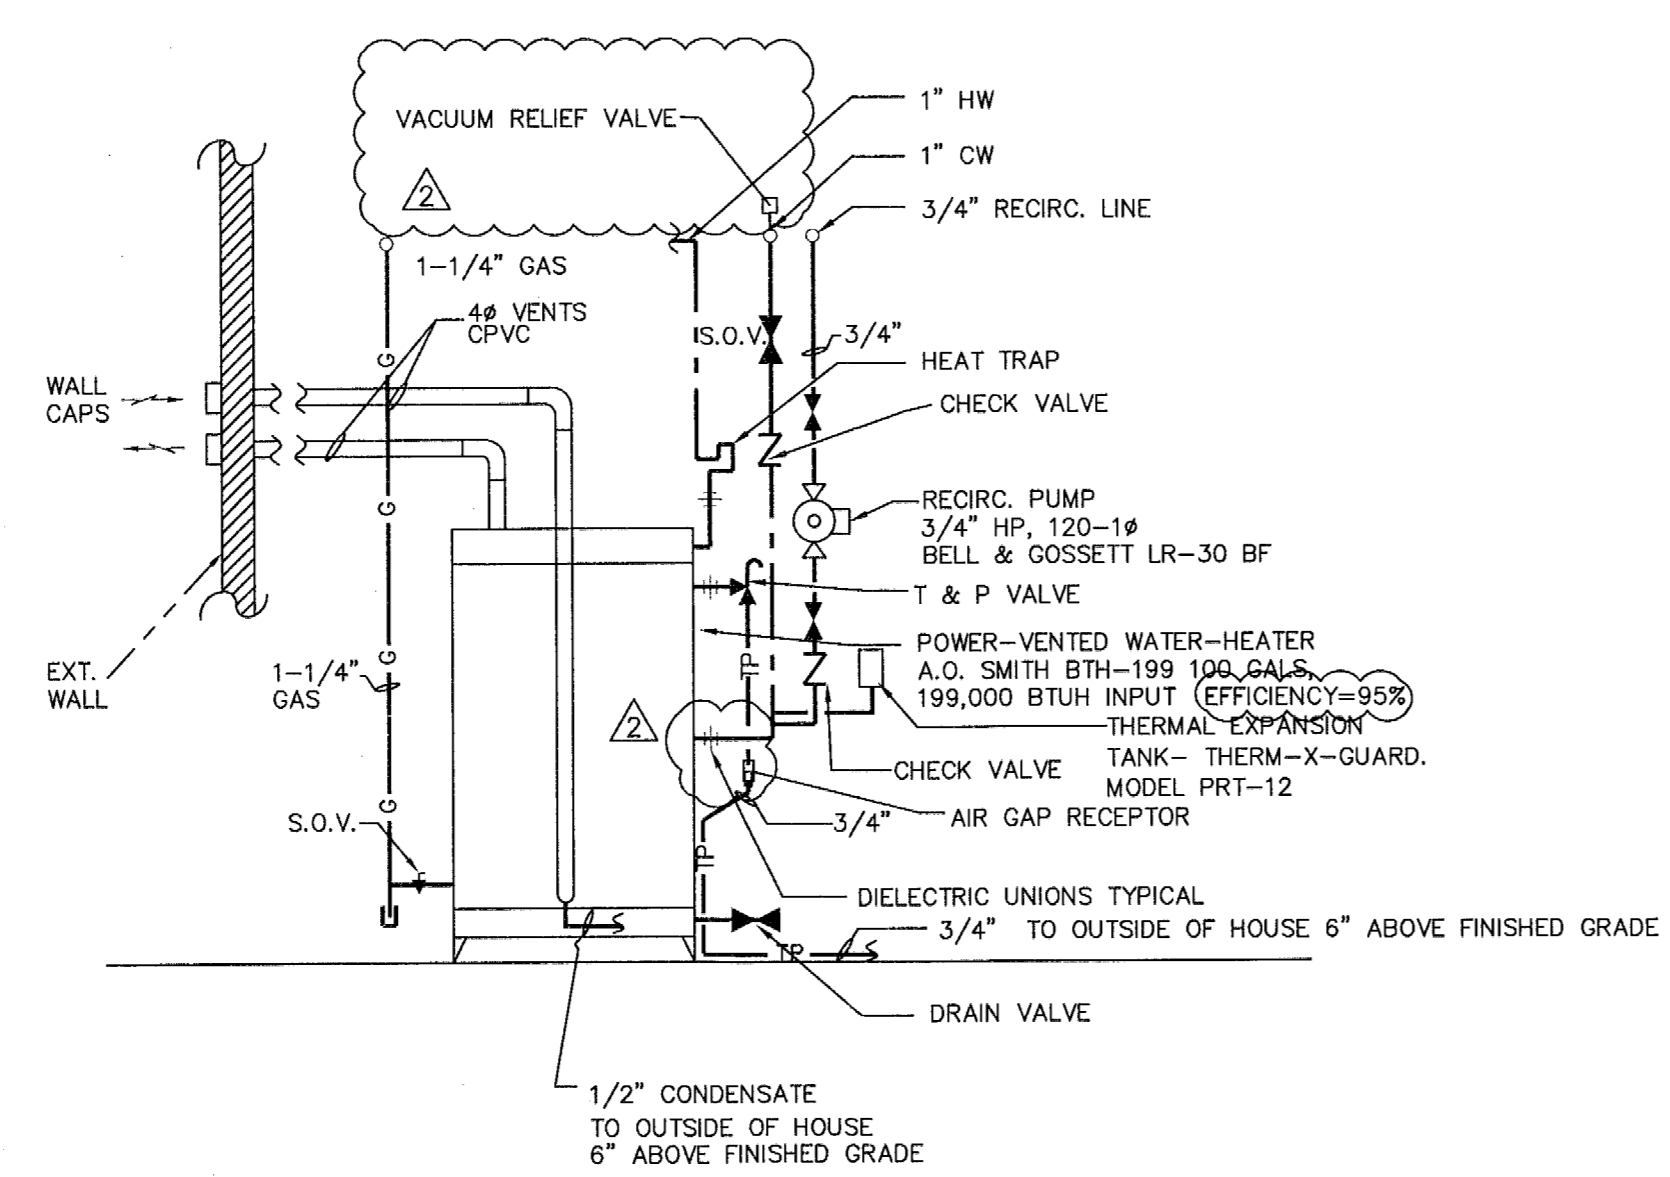 VACUUM RELIEF VALVE
2
1" HW
1" CW
3/4" RECIRC. LINE
1-1/4" GAS
4ø VENTS
CPVC
G
S.O.V.
3/4"
HEAT TRAP
CHECK VALVE
WALL
CAPS
G
RECIRC. PUMP
3/4" HP, 120-1ø
BELL & GOSSETT LR-30 BF
T & P VALVE
POWER-VENTED WATER-HEATER
A.O. SMITH BTH-199 100 GALS,
199,000 BTUH INPUT EFFICIENCY=95%
EXT.
WALL
1-1/4"
GAS
G
TP
2
THERMAL EXPANSION
TANK- THERM-X-GUARD.
MODEL PRT-12
CHECK VALVE
G
S.O.V.
3/4"
AIR GAP RECEPTOR
TP
DIELECTRIC UNIONS TYPICAL
3/4" TO OUTSIDE OF HOUSE 6" ABOVE FINISHED GRADE
TP
DRAIN VALVE
1/2" CONDENSATE
TO OUTSIDE OF HOUSE
6" ABOVE FINISHED GRADE